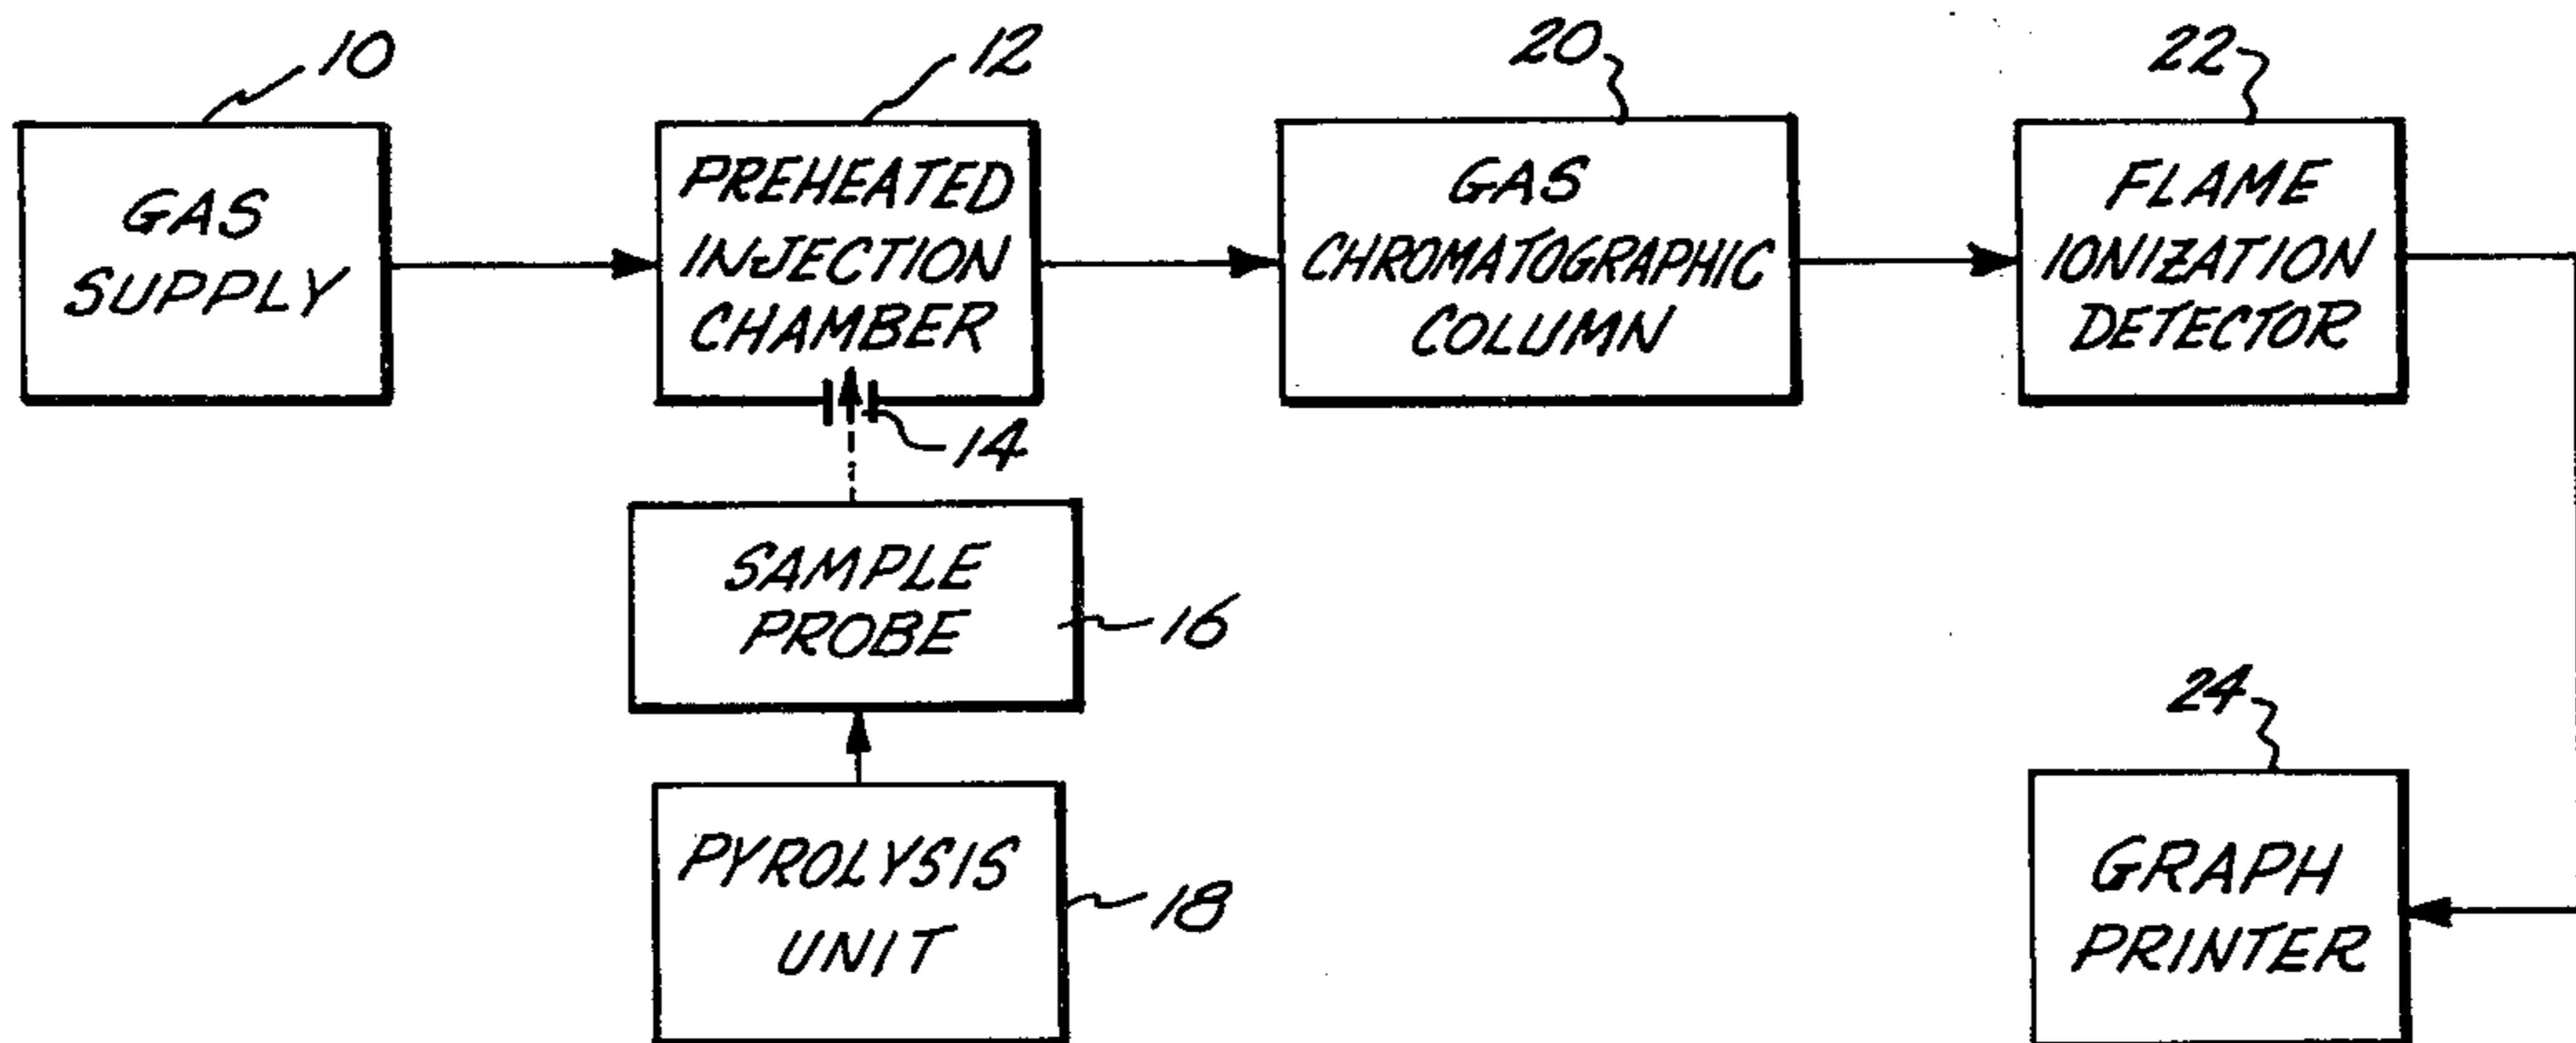 10
12
20
22
GAS
SUPPLY
PREHEATED
INJECTION
CHAMBER
GAS
CHROMATOGRAPHIC
COLUMN
FLAME
IONIZATION
DETECTOR
14
SAMPLE
PROBE
16
24
PYROLYSIS
UNIT
18
GRAPH
PRINTER